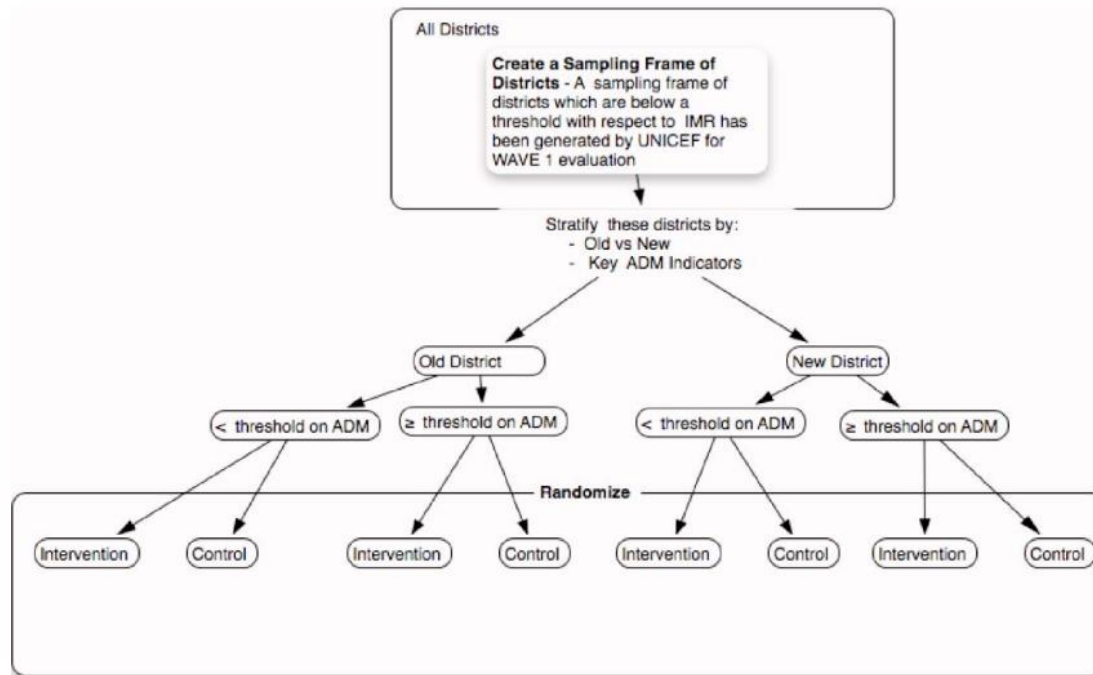 All Districts
Create a Sampling Frame of
Districts - A sampling frame of
districts which are below a
threshold with respect to IMR has
been generated by UNICEF for
WAVE 1 evaluation
Stratify these districts by:
- Old vs New
- Key ADM Indicators
Old District
New District
< threshold on ADM
≥ threshold on ADM
< threshold on ADM
≥ threshold on ADM
Randomize
Intervention
Control
Intervention
Control
Intervention
Control
Intervention
Control